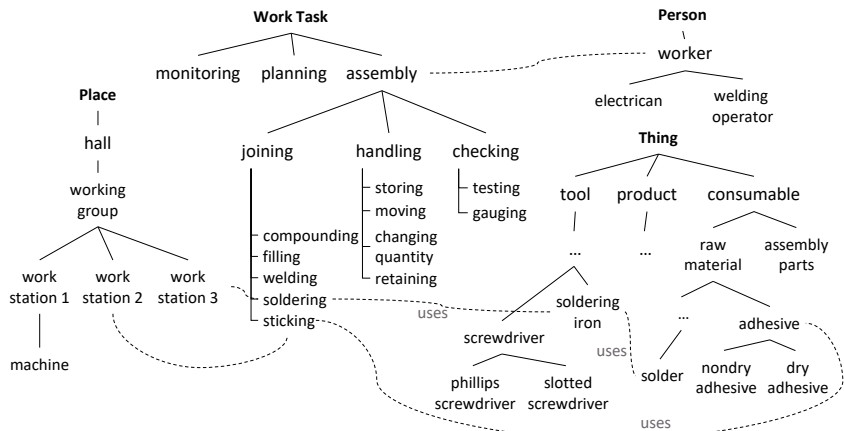 Work Task
Person
monitoring planning assembly
worker
Place
electrican
welding
operator
hall
Thing
joining handling checking
working
group
storing
testing
moving
gauging
tool product consumable
compounding
changing
quantity
filling
welding
retaining
soldering
sticking
...
...
raw
material
assembly
parts
work
station 1
work
station 2
work
station 3
uses
soldering
iron
screwdriver
...
adhesive
machine
uses
phillips
screwdriver
slotted
screwdriver
solder
nondry
adhesive
dry
adhesive
uses